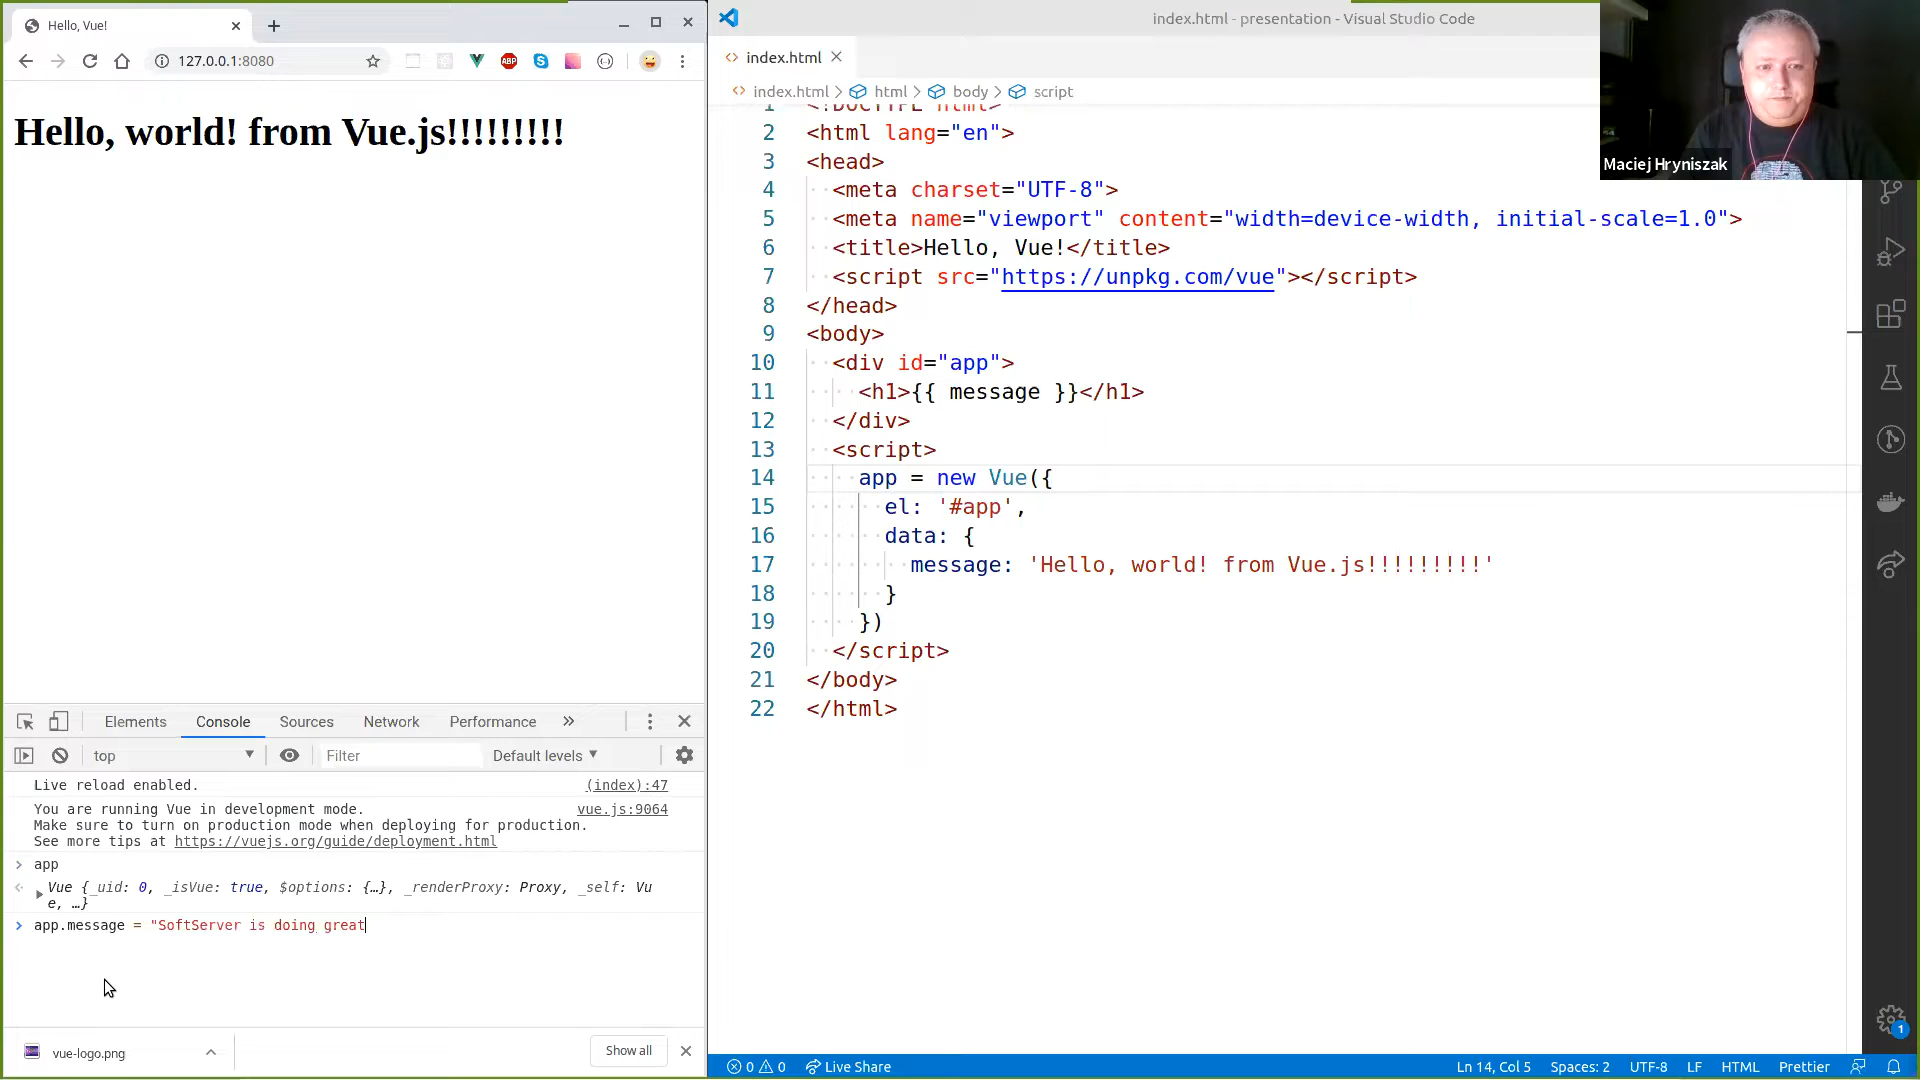 Hello, Vue!
127.0.0.1:8080
ABP
Hello, world! from Vue.js!!!!!!!!!
Elements Console Sources Network Performance »
top Filter Default levels
Live reload enabled. (index):47
You are running Vue in development mode. vue.js:9064
Make sure to turn on production mode when deploying for production.
See more tips at https://vuejs.org/guide/deployment.html
> app
Vue {_uid: 0, _isVue: true, $options: {…}, _renderProxy: Proxy, _self: Vu
e, …}
> app.message = "SoftServer is doing great
vue-logo.png Show all
index.html - presentation - Visual Studio Code
index.html
index.html > html > body > script
1 <!DOCTYPE html>
2 <html lang="en">
3 <head>
4 <meta charset="UTF-8">
5 <meta name="viewport" content="width=device-width, initial-scale=1.0">
6 <title>Hello, Vue!</title>
7 <script src="https://unpkg.com/vue"></script>
8 </head>
9 <body>
10 <div id="app">
11 <h1>{{ message }}</h1>
12 </div>
13 <script>
14 app = new Vue({
15 el: '#app',
16 data: {
17 message: 'Hello, world! from Vue.js!!!!!!!!!'
18 }
19 })
20 </script>
21 </body>
22 </html>
Maciej Hryniszak
1
0 0 Live Share Ln 14, Col 5 Spaces: 2 UTF-8 LF HTML Prettier